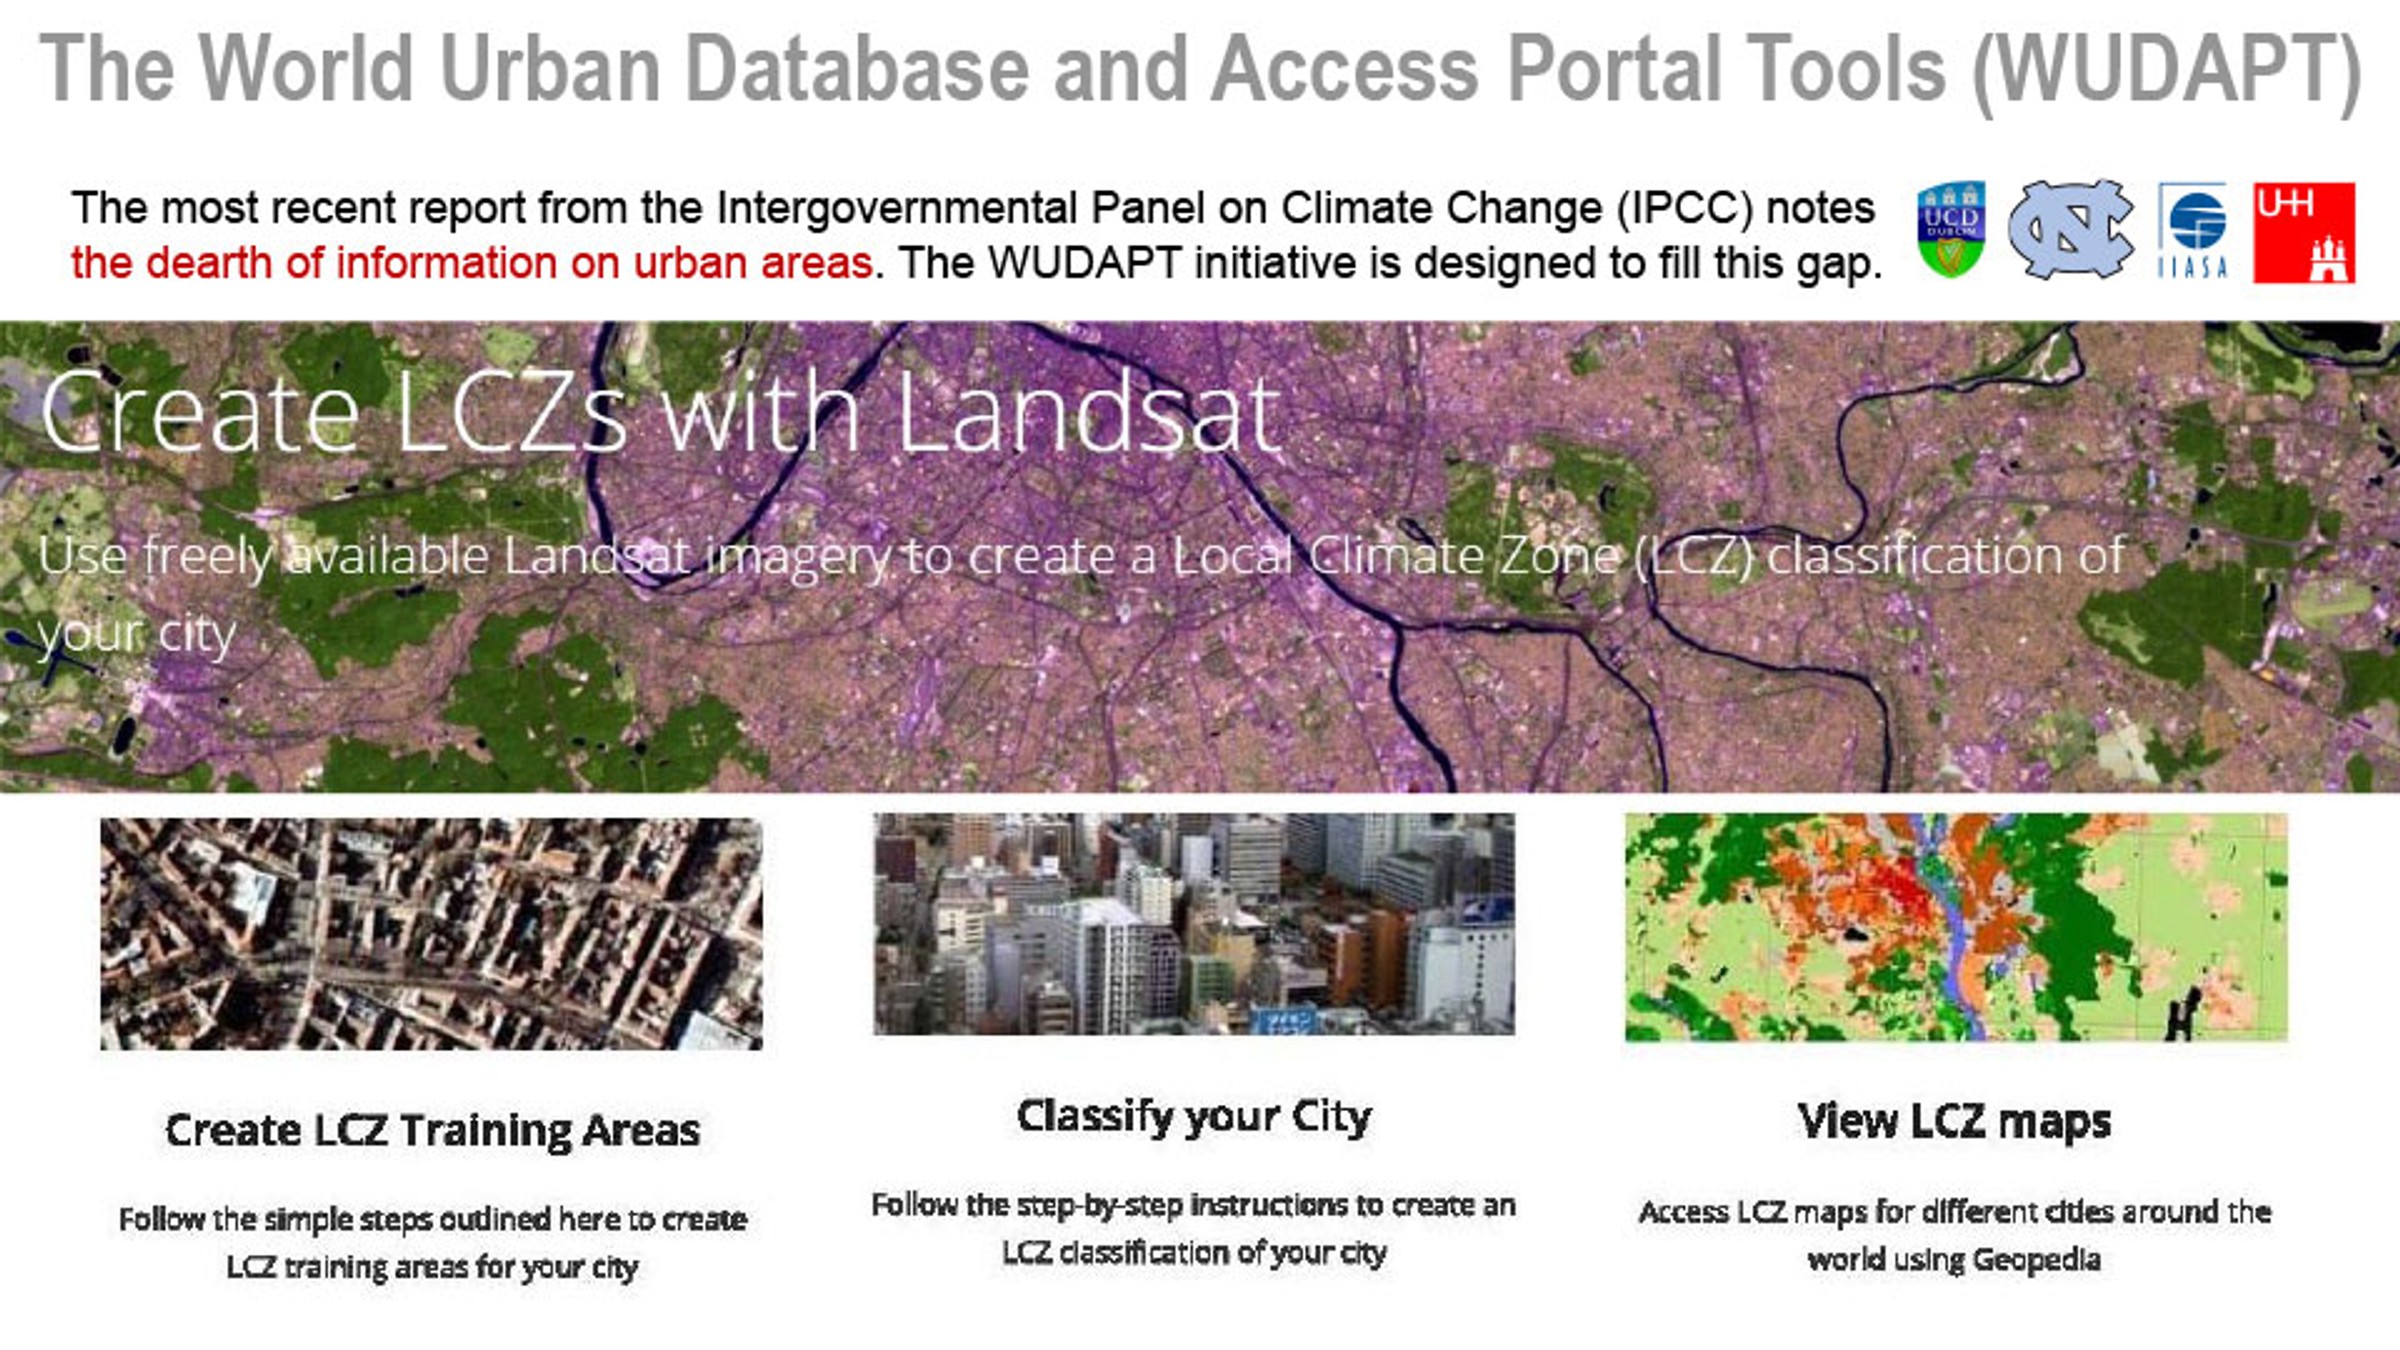 The World Urban Database and Access Portal Tools (WUDAPT)
The most recent report from the Intergovernmental Panel on Climate Change (IPCC) notes
the dearth of information on urban areas. The WUDAPT initiative is designed to fill this gap.
UCD
DUBLIN
NC
IIASA
UHH
Create LCZs with Landsat
Use freely available Landsat imagery to create a Local Climate Zone (LCZ) classification of
your city
Create LCZ Training Areas
Follow the simple steps outlined here to create
LCZ training areas for your city
Classify your City
Follow the step-by-step instructions to create an
LCZ classification of your city
View LCZ maps
Access LCZ maps for different cities around the
world using Geopedia